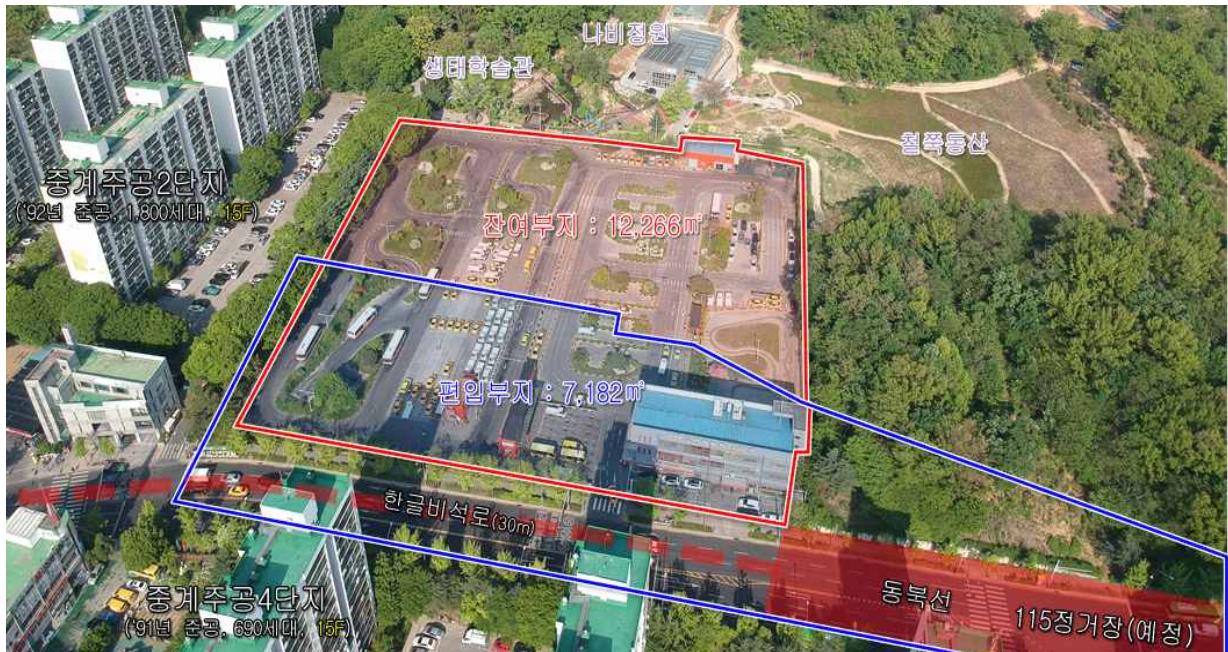 나비정원
생태학습관
철쭉동산
중계주공2단지
('92년 준공, 1,800세대, 15F)
잔여부지 : 12,266㎡
편입부지 : 7,182㎡
한글비석로(30m)
동북선
115정거장(예정)
중계주공4단지
('91년 준공, 690세대, 15F)